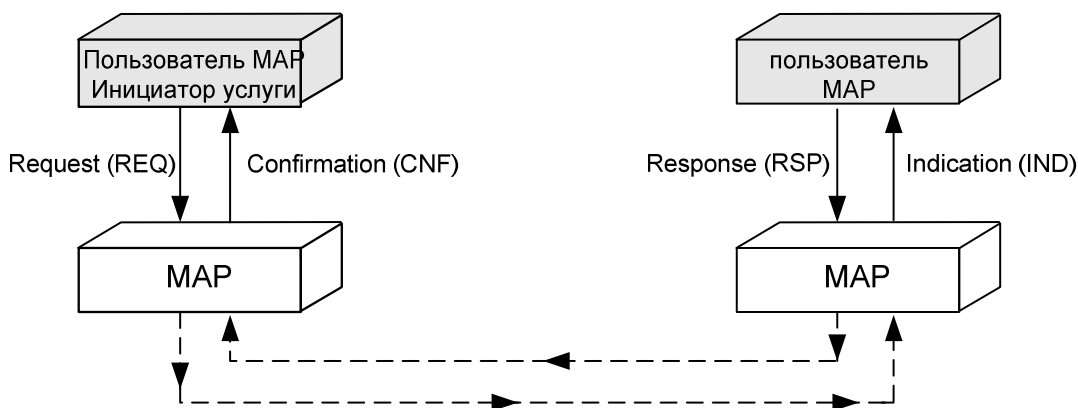 Пользователь MAP
Инициатор услуги
пользователь
MAP
Request (REQ)
Confirmation (CNF)
Response (RSP)
Indication (IND)
MAP
MAP